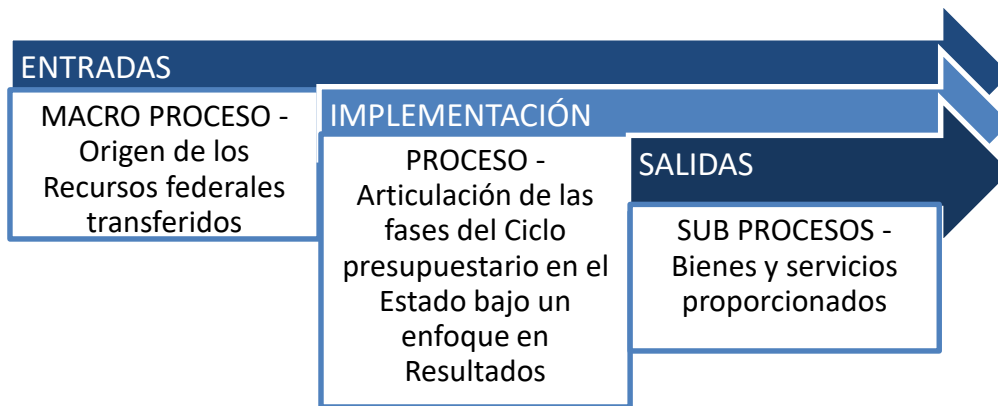 ENTRADAS
MACRO PROCESO -
Origen de los
Recursos federales
transferidos
IMPLEMENTACIÓN
PROCESO -
Articulación de las
fases del Ciclo
presupuestario en el
Estado bajo un
enfoque en
Resultados
SALIDAS
SUB PROCESOS -
Bienes y servicios
proporcionados